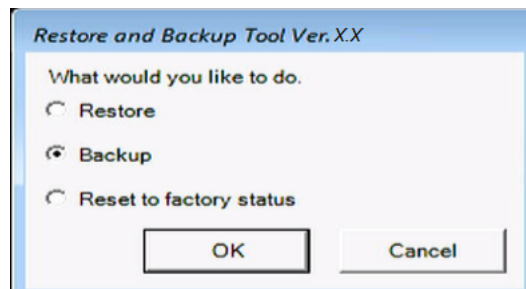 Restore and Backup Tool Ver. X.X
What would you like to do.
Restore
Backup
Reset to factory status
OK Cancel